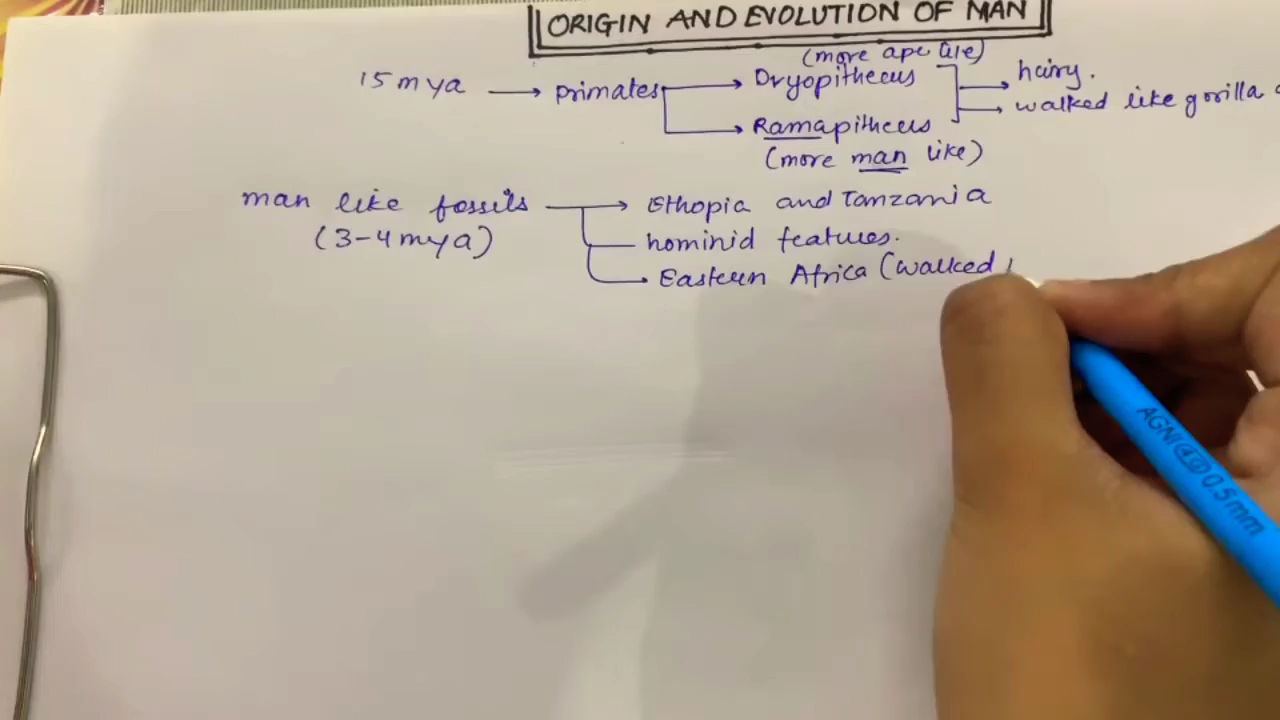 ORIGIN AND EVOLUTION OF MAN
(more ape like)
15 mya → primates → Dryopithecus → hairy.
→ walked like gorilla
→ Ramapithecus
(more man like)
man like fossils → Ethopia and Tanzania
(3-4 mya) hominid features.
→ Eastern Africa (walked
AGNI 0.5mm